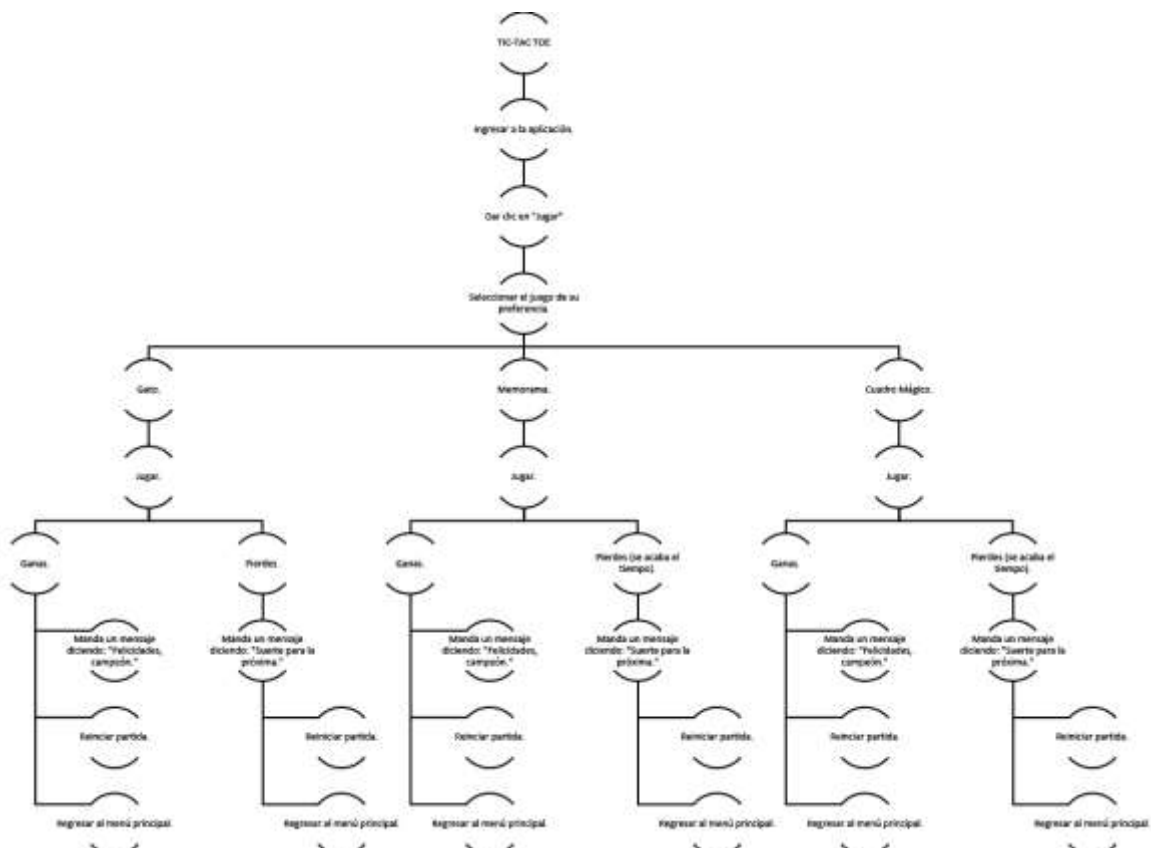 TIC-TAC TOE
Ingresar a la aplicación.
Dar clic en "Jugar"
Seleccionar el juego de su
preferencia.
Gato.
Memorama.
Cuadro Mágico.
Jugar.
Jugar.
Jugar.
Ganas.
Pierdes.
Ganas.
Pierdes (se acaba el
tiempo).
Ganas.
Pierdes (se acaba el
tiempo).
Manda un mensaje
diciendo: "Felicidades,
campeón."
Manda un mensaje
diciendo: "Suerte para la
próxima."
Manda un mensaje
diciendo: "Felicidades,
campeón."
Manda un mensaje
diciendo: "Suerte para la
próxima."
Manda un mensaje
diciendo: "Felicidades,
campeón."
Manda un mensaje
diciendo: "Suerte para la
próxima."
Reiniciar partida.
Reiniciar partida.
Reiniciar partida.
Reiniciar partida.
Reiniciar partida.
Reiniciar partida.
Regresar al menú principal.
Regresar al menú principal.
Regresar al menú principal.
Regresar al menú principal.
Regresar al menú principal.
Regresar al menú principal.